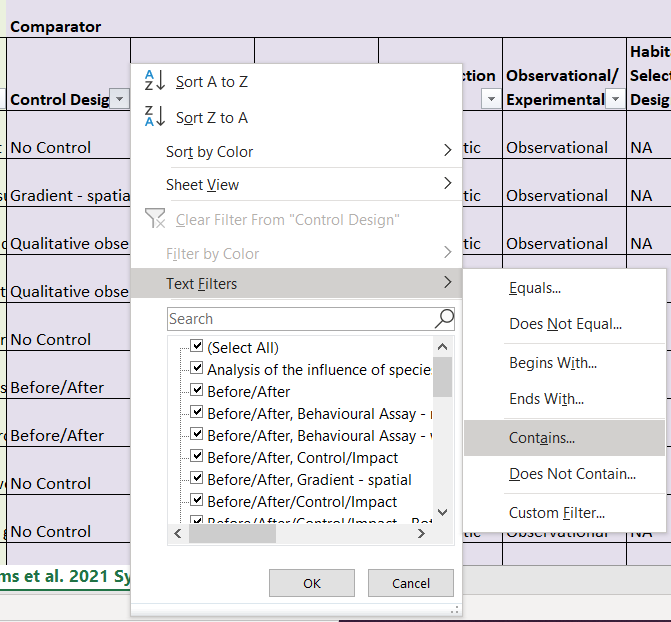 Comparator
Control Desig
ction
Observational/
Experimental
Habit
Selec
Desig
Sort A to Z
Sort Z to A
Sort by Color
Sheet View
Clear Filter From "Control Design"
Filter by Color
Text Filters
Search
(Select All)
Analysis of the influence of specie
Before/After
Before/After, Behavioural Assay -
Before/After, Behavioural Assay -
Before/After, Control/Impact
Before/After, Gradient - spatial
Before/After/Control/Impact
Before/After/Control/Impact - Bef
OK
Cancel
Equals...
Does Not Equal...
Begins With...
Ends With...
Contains...
Does Not Contain...
Custom Filter...
No Control
tic
Observational
NA
Gradient - spatia
tic
Observational
NA
Qualitative obse
tic
Observational
NA
Qualitative obse
No Control
Before/After
Before/After
No Control
No Control
tic
Observational
NA
ms et al. 2021 Sy